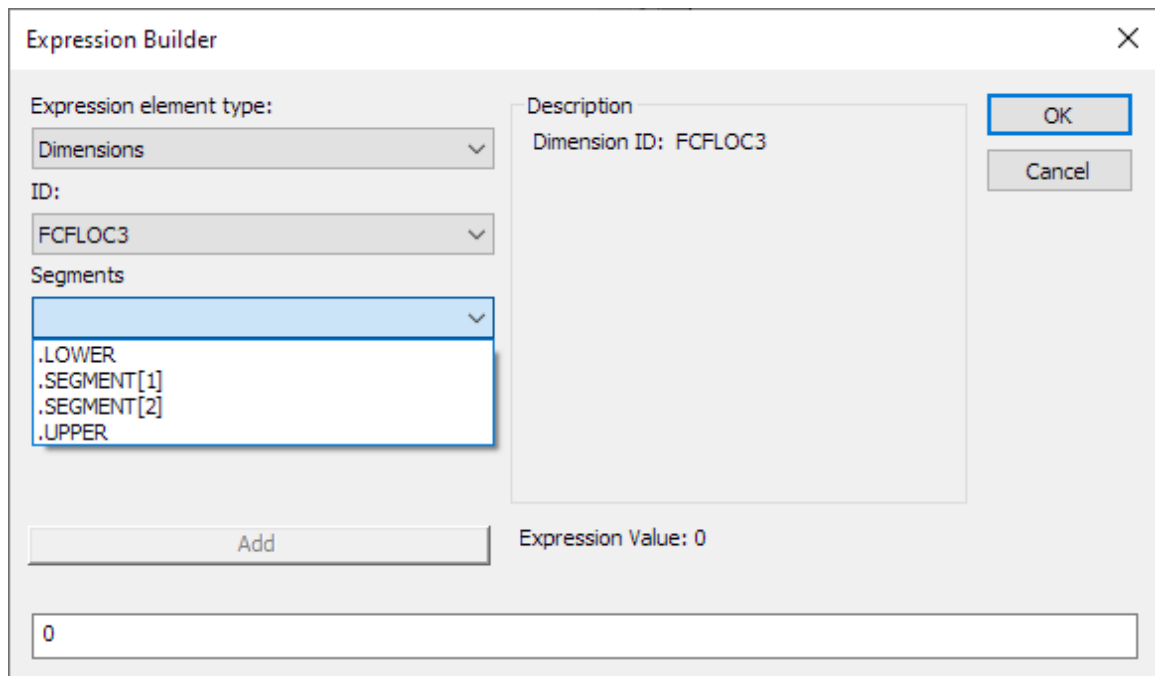 Expression Builder
Expression element type:
Dimensions
ID:
FCFLOC3
Segments
.LOWER
.SEGMENT[1]
.SEGMENT[2]
.UPPER
Add
Description
Dimension ID: FCFLOC3
Expression Value: 0
OK
Cancel
0